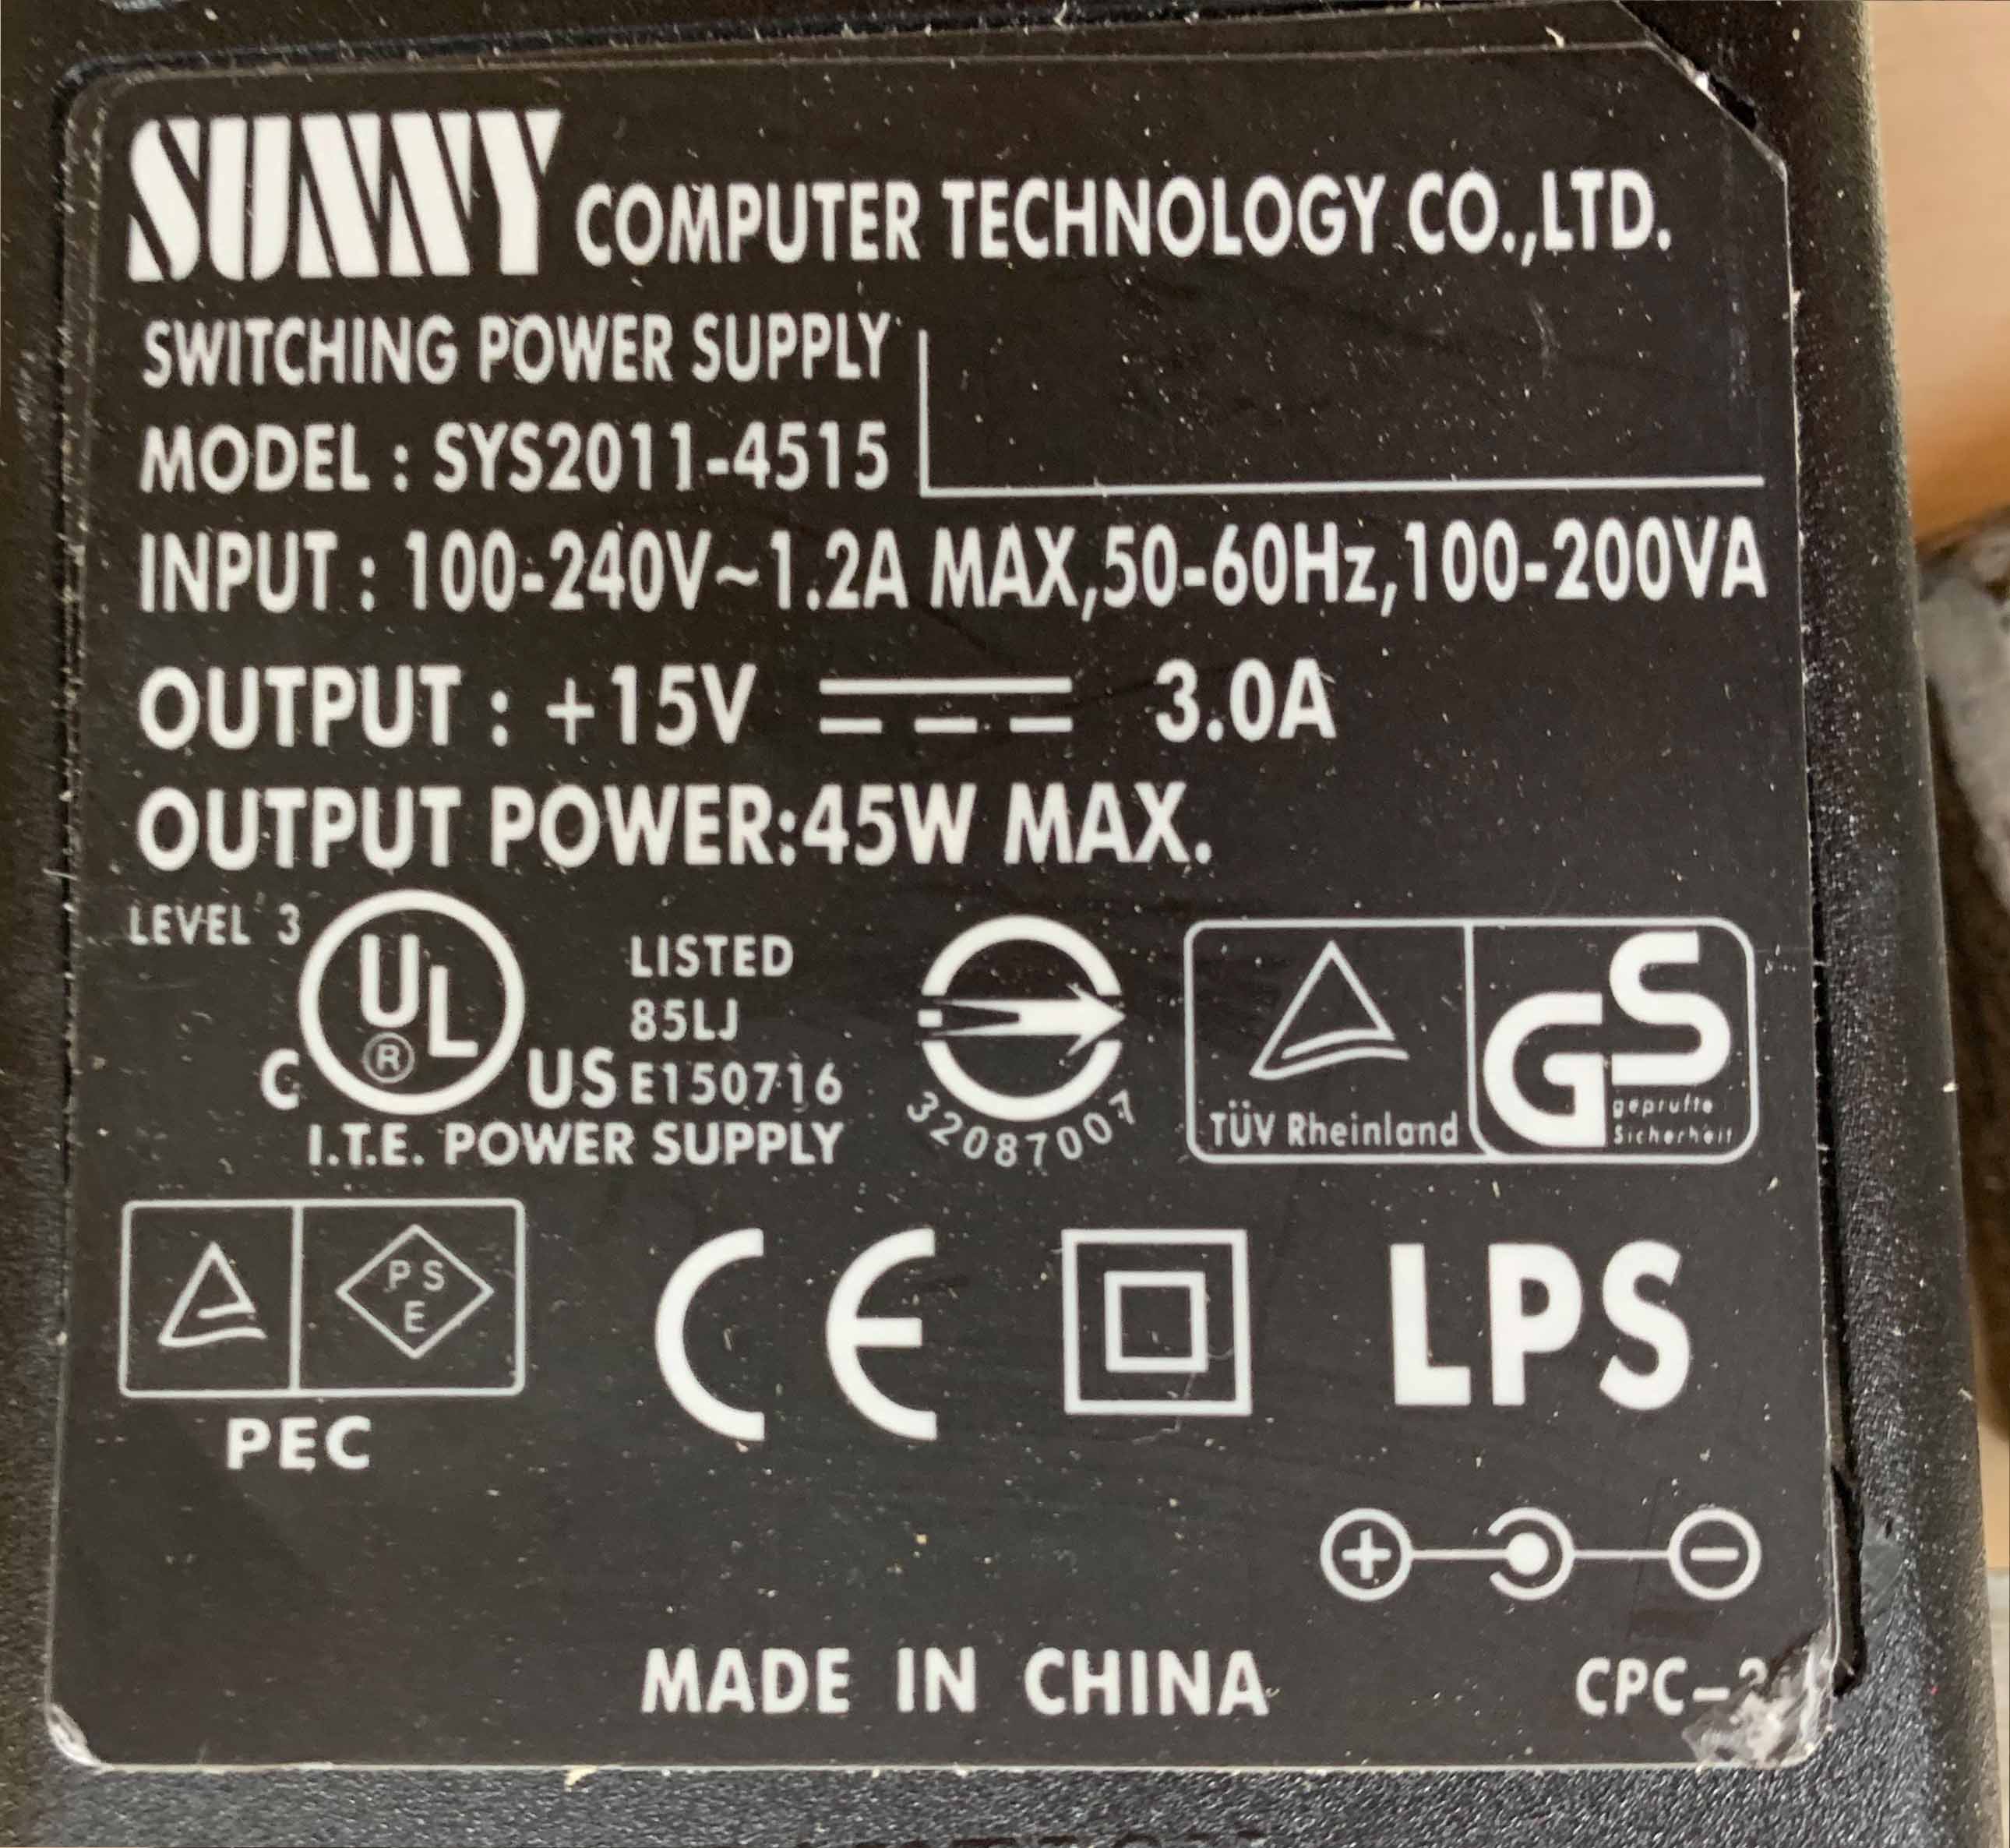 SUNNY COMPUTER TECHNOLOGY CO.,LTD.
SWITCHING POWER SUPPLY
MODEL : SYS2011-4515
INPUT : 100-240V~1.2A MAX,50-60Hz,100-200VA
OUTPUT : +15V ⎓ 3.0A
OUTPUT POWER:45W MAX.
LEVEL 3
C UL ® US
LISTED
85LJ
E150716
I.T.E. POWER SUPPLY
32087007
TÜV Rheinland
GS
geprufte
Sicherheit
PS
E
PEC
CE
LPS
+ −
MADE IN CHINA
CPC-